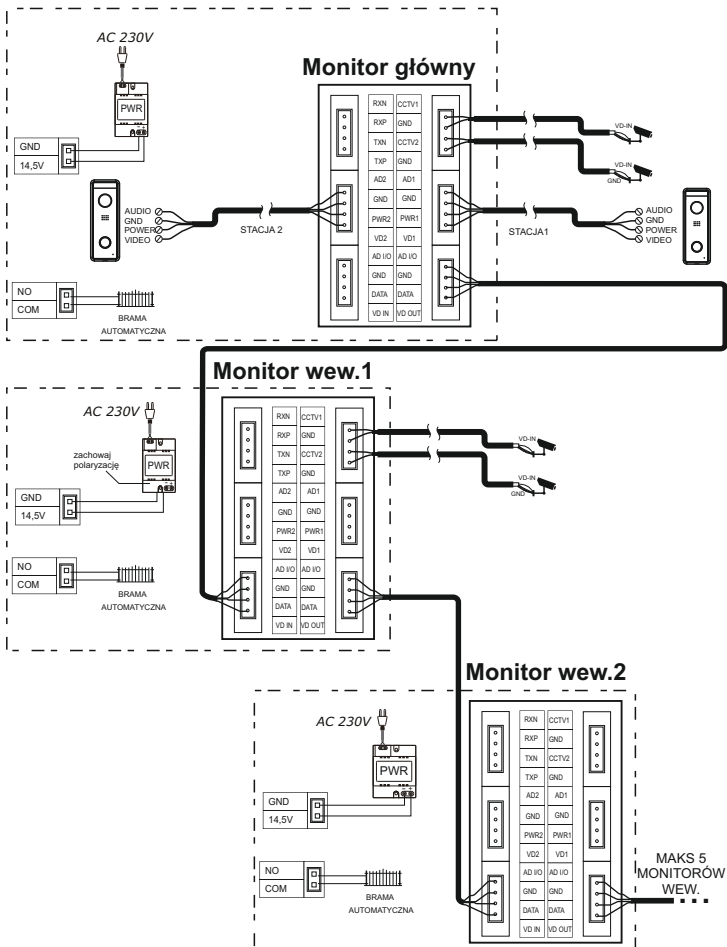 AC 230V
Monitor główny
PWR
GND
14,5V
RXN CCTV1
RXP GND
TXN CCTV2
TXP GND
AD2 AD1
GND GND
PWR2 PWR1
VD2 VD1
AD I/O AD I/O
GND GND
DATA DATA
VD IN VD OUT
VD-IN
VD-IN
GND
AUDIO
GND
POWER
VIDEO
STACJA 2
STACJA1
AUDIO
GND
POWER
VIDEO
NO
COM
BRAMA
AUTOMATYCZNA
Monitor wew.1
AC 230V
zachowaj
polaryzację
PWR
GND
14,5V
RXN CCTV1
RXP GND
TXN CCTV2
TXP GND
AD2 AD1
GND GND
PWR2 PWR1
VD2 VD1
AD I/O AD I/O
GND GND
DATA DATA
VD IN VD OUT
VD-IN
VD-IN
GND
NO
COM
BRAMA
AUTOMATYCZNA
Monitor wew.2
AC 230V
PWR
GND
14,5V
RXN CCTV1
RXP GND
TXN CCTV2
TXP GND
AD2 AD1
GND GND
PWR2 PWR1
VD2 VD1
AD I/O AD I/O
GND GND
DATA DATA
VD IN VD OUT
NO
COM
BRAMA
AUTOMATYCZNA
MAKS 5
MONITORÓW
WEW.